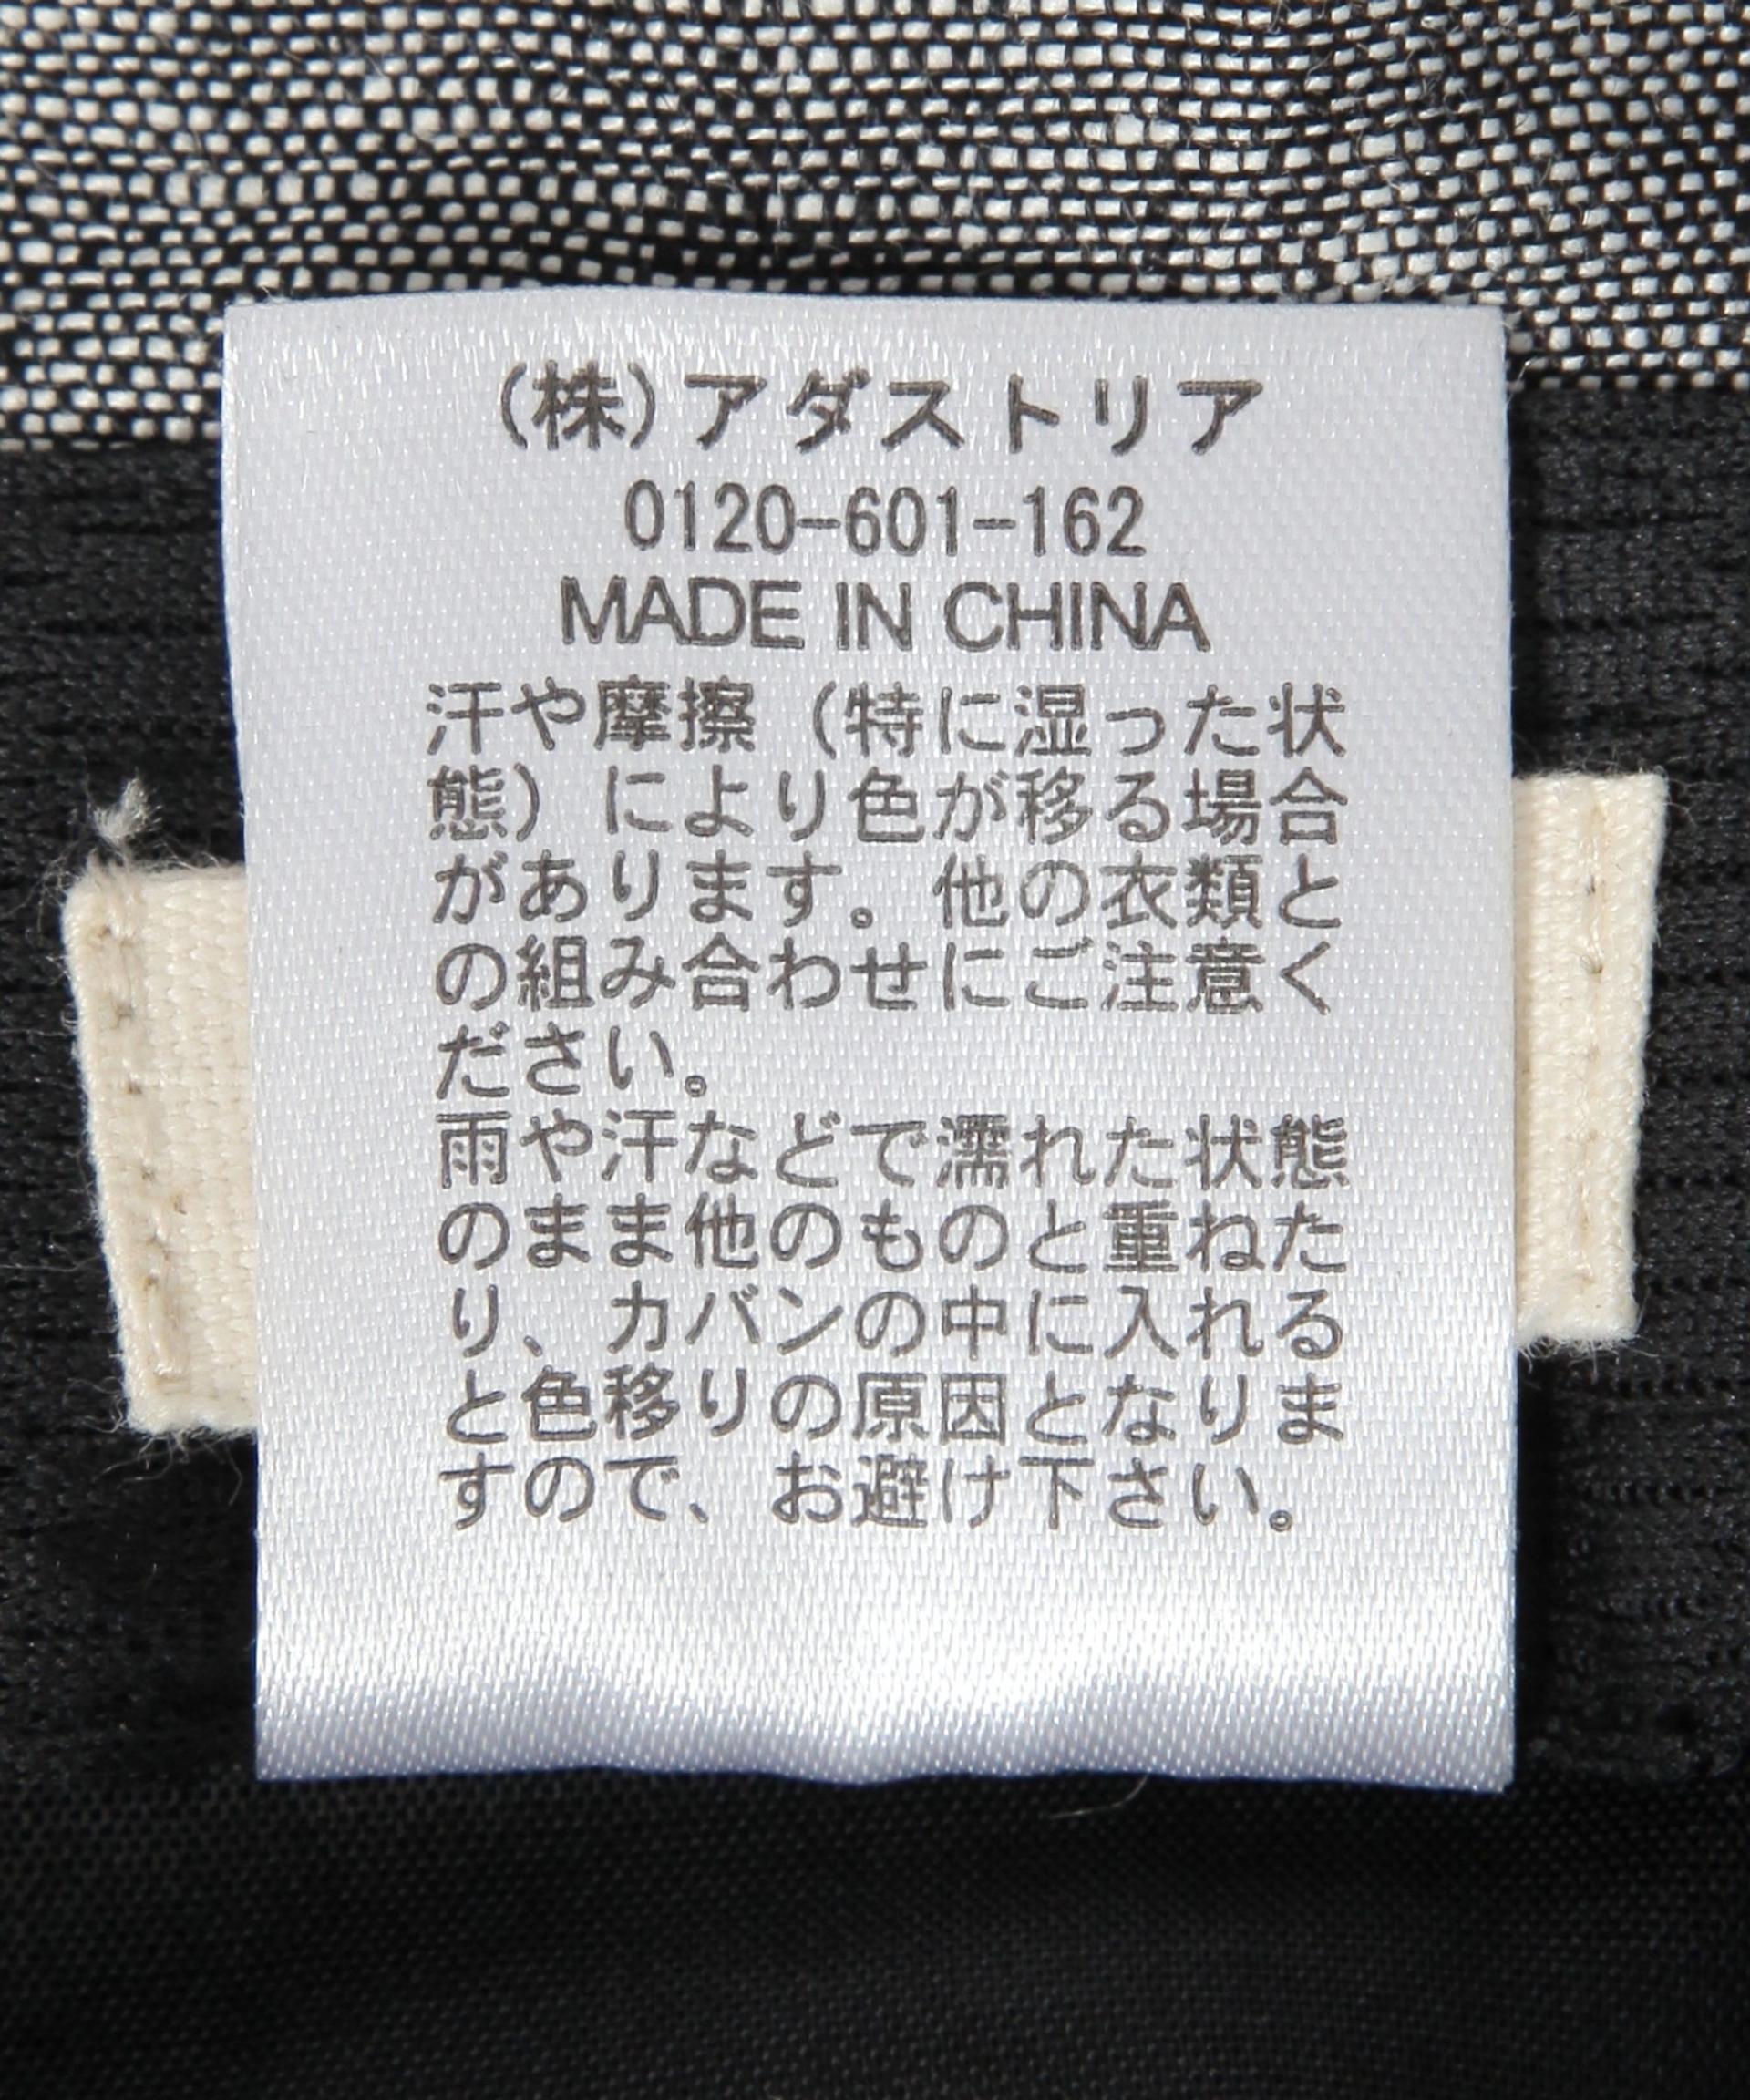 (株)アダストリア
0120-601-162
MADE IN CHINA
汗や摩擦（特に湿った状
態）により色が移る場合
があります。他の衣類と
の組み合わせにご注意く
ださい。
雨や汗などで濡れた状態
のまま他のものと重ねた
り、カバンの中に入れる
と色移りの原因となりま
すので、お避け下さい。